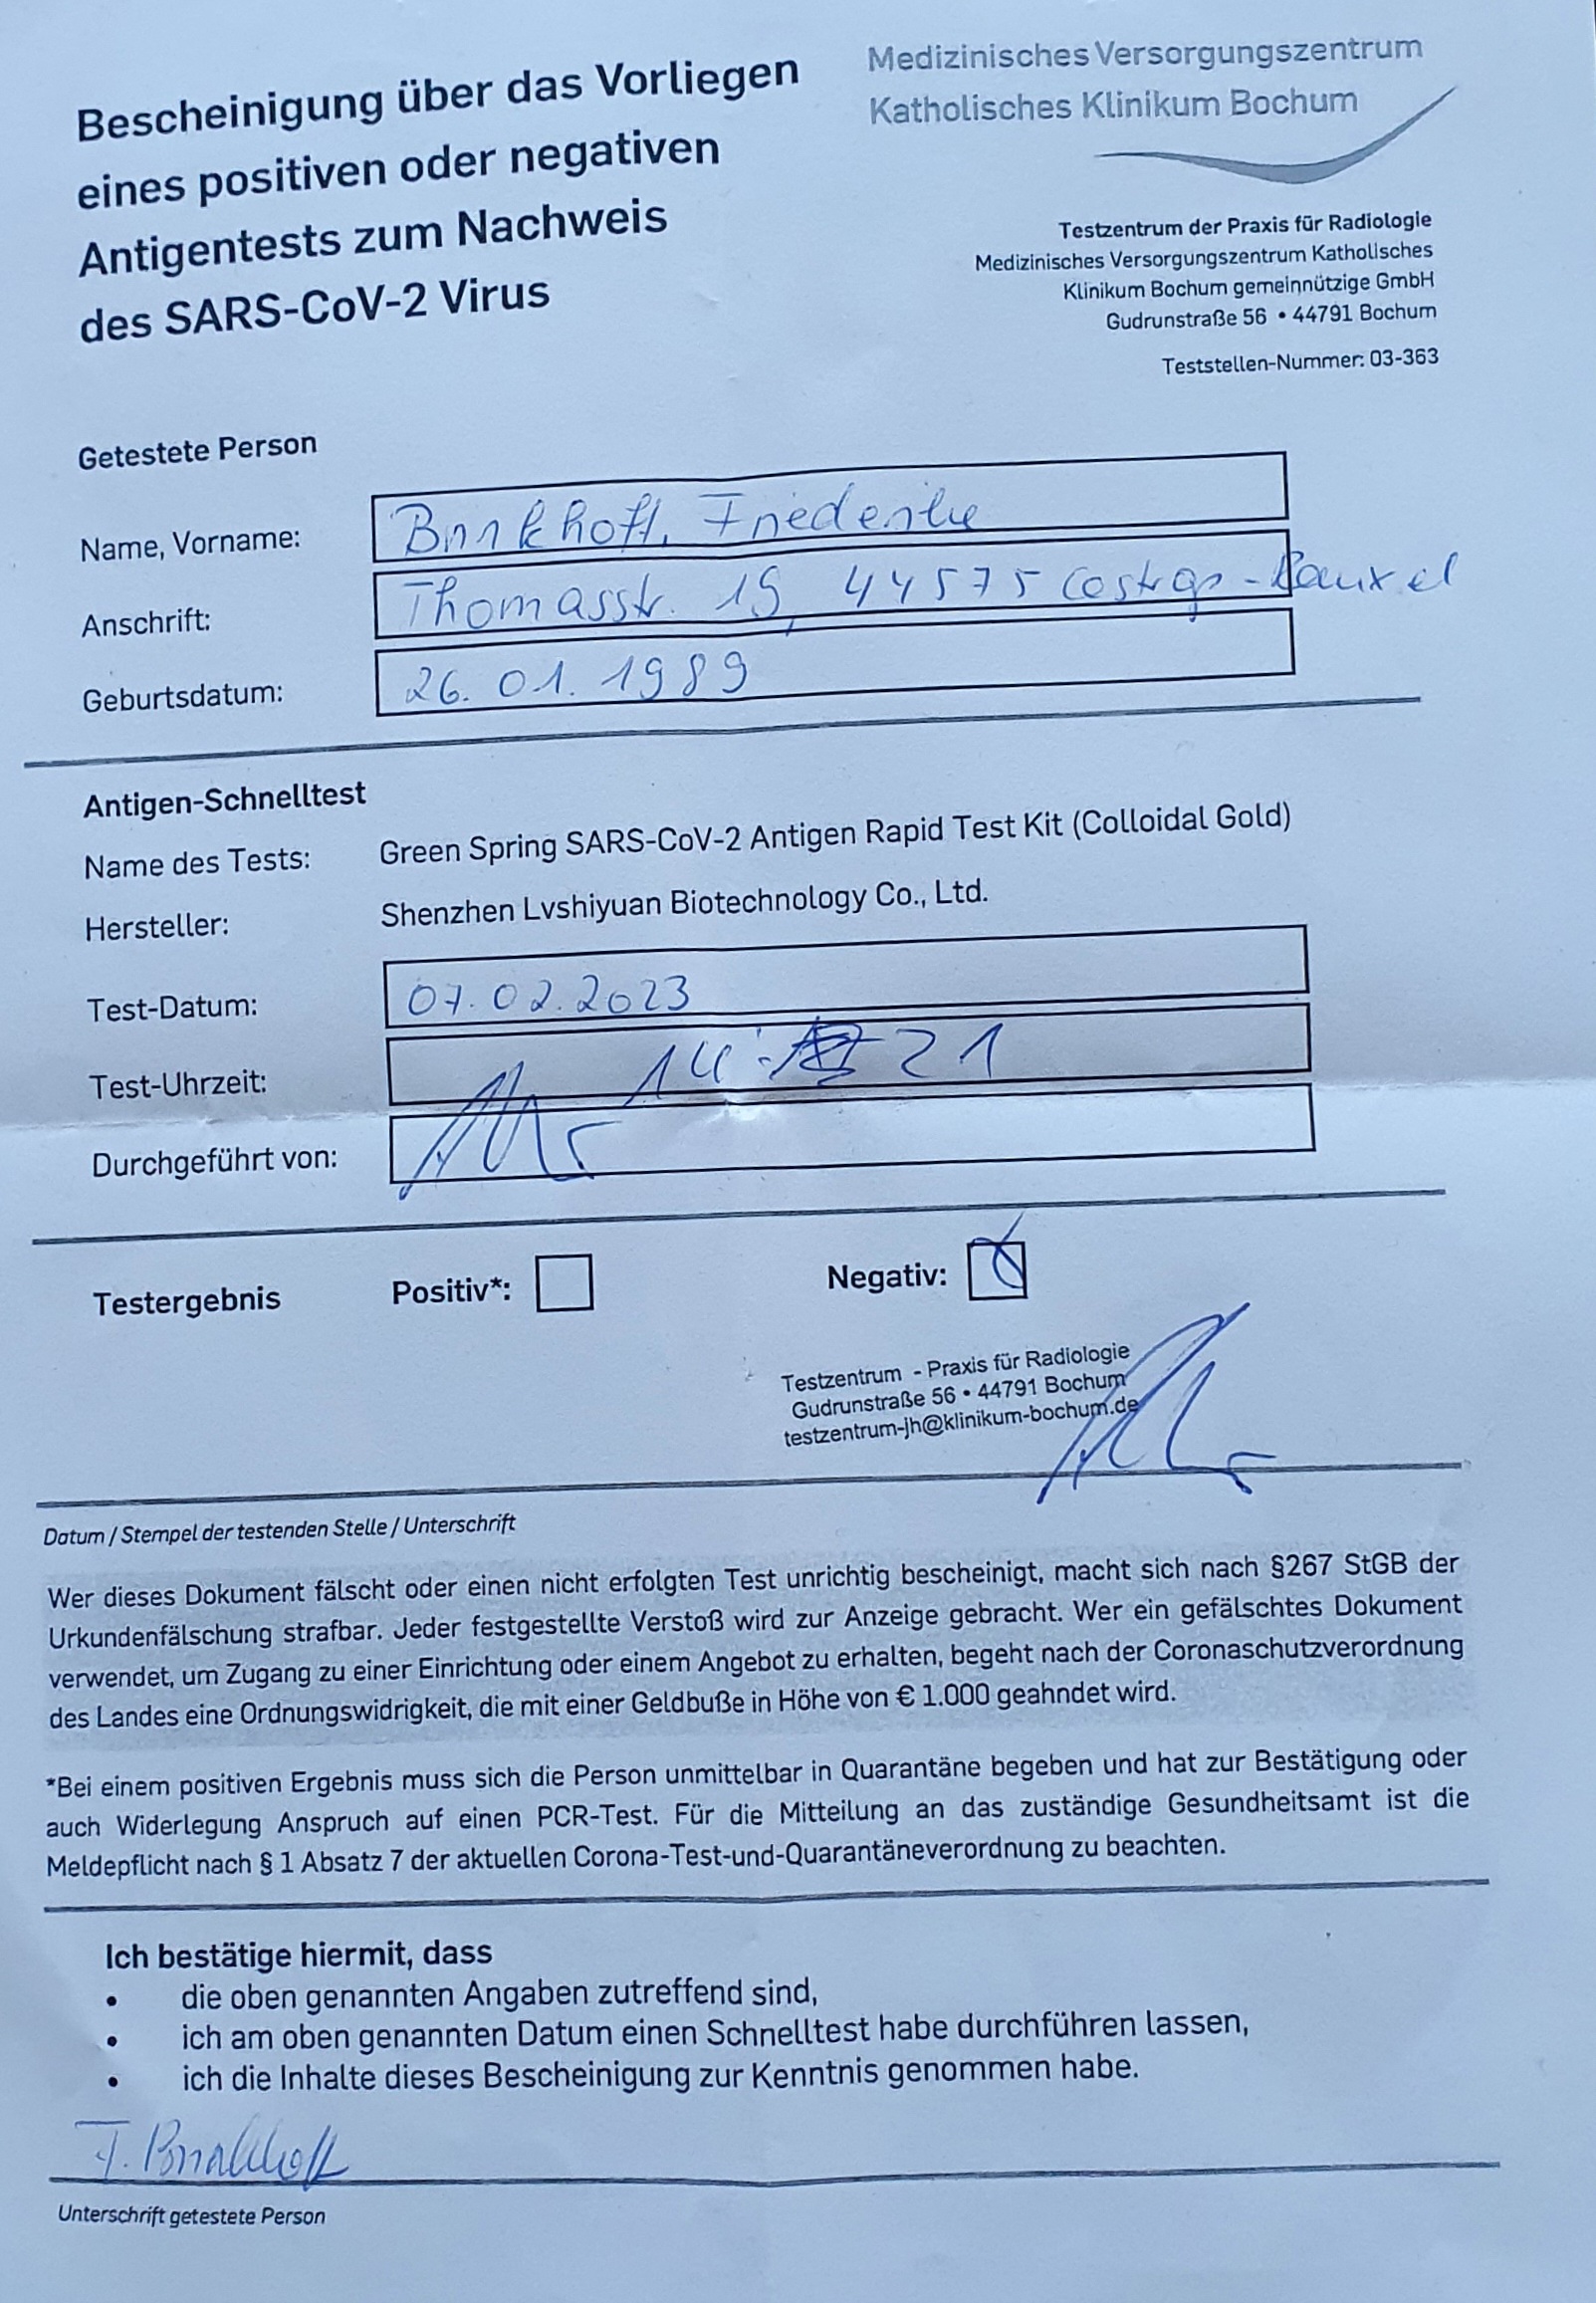 Bescheinigung über das Vorliegen
eines positiven oder negativen
Antigentests zum Nachweis
des SARS-CoV-2 Virus
Medizinisches Versorgungszentrum
Katholisches Klinikum Bochum
Testzentrum der Praxis für Radiologie
Medizinisches Versorgungszentrum Katholisches
Klinikum Bochum gemeinnützige GmbH
Gudrunstraße 56 • 44791 Bochum
Teststellen-Nummer: 03-363
Getestete Person
Name, Vorname: Brinkhoff, Friederike
Anschrift: Thomasstr. 19, 44575 Castrop-Rauxel
Geburtsdatum: 26.01.1989
Antigen-Schnelltest
Name des Tests: Green Spring SARS-CoV-2 Antigen Rapid Test Kit (Colloidal Gold)
Hersteller: Shenzhen Lvshiyuan Biotechnology Co., Ltd.
Test-Datum: 07.02.2023
Test-Uhrzeit: 14: 21
Durchgeführt von:
Testergebnis Positiv*: Negativ:
Testzentrum - Praxis für Radiologie
Gudrunstraße 56 • 44791 Bochum
testzentrum-jh@klinikum-bochum.de
Datum / Stempel der testenden Stelle / Unterschrift
Wer dieses Dokument fälscht oder einen nicht erfolgten Test unrichtig bescheinigt, macht sich nach §267 StGB der
Urkundenfälschung strafbar. Jeder festgestellte Verstoß wird zur Anzeige gebracht. Wer ein gefälschtes Dokument
verwendet, um Zugang zu einer Einrichtung oder einem Angebot zu erhalten, begeht nach der Coronaschutzverordnung
des Landes eine Ordnungswidrigkeit, die mit einer Geldbuße in Höhe von € 1.000 geahndet wird.
*Bei einem positiven Ergebnis muss sich die Person unmittelbar in Quarantäne begeben und hat zur Bestätigung oder
auch Widerlegung Anspruch auf einen PCR-Test. Für die Mitteilung an das zuständige Gesundheitsamt ist die
Meldepflicht nach § 1 Absatz 7 der aktuellen Corona-Test-und-Quarantäneverordnung zu beachten.
Ich bestätige hiermit, dass
• die oben genannten Angaben zutreffend sind,
• ich am oben genannten Datum einen Schnelltest habe durchführen lassen,
• ich die Inhalte dieses Bescheinigung zur Kenntnis genommen habe.
F. Brinkhoff
Unterschrift getestete Person